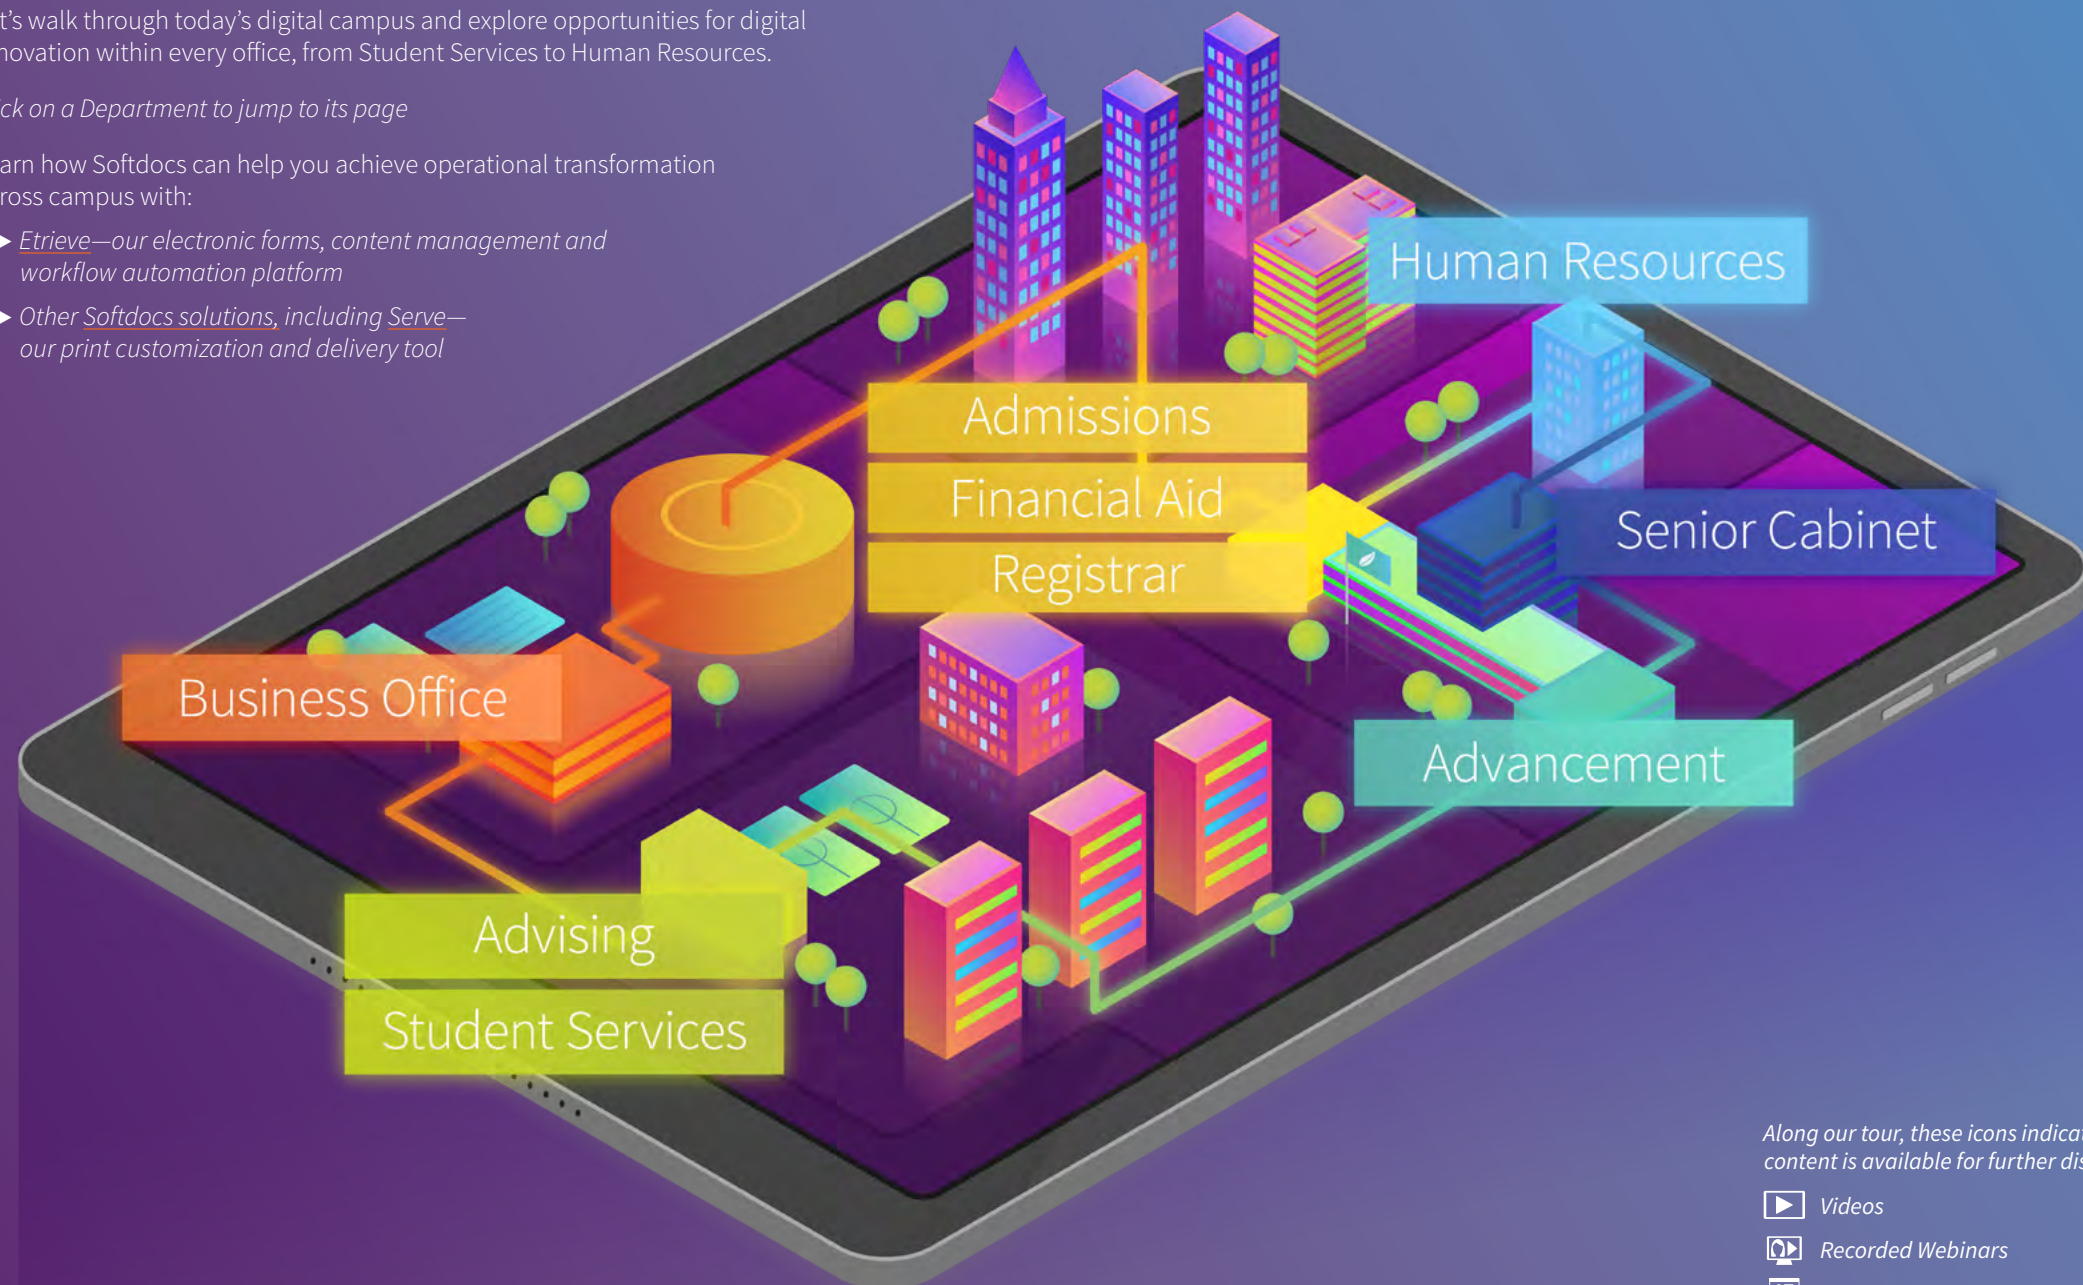 t’s walk through today’s digital campus and explore opportunities for digital
novation within every office, from Student Services to Human Resources.
ck on a Department to jump to its page
arn how Softdocs can help you achieve operational transformation
ross campus with:
▶ Etrieve—our electronic forms, content management and
workflow automation platform
▶ Other Softdocs solutions, including Serve—
our print customization and delivery tool
Human Resources
Admissions
Financial Aid
Registrar
Senior Cabinet
Business Office
Advancement
Advising
Student Services
Along our tour, these icons indicat
content is available for further dis
Videos
Recorded Webinars